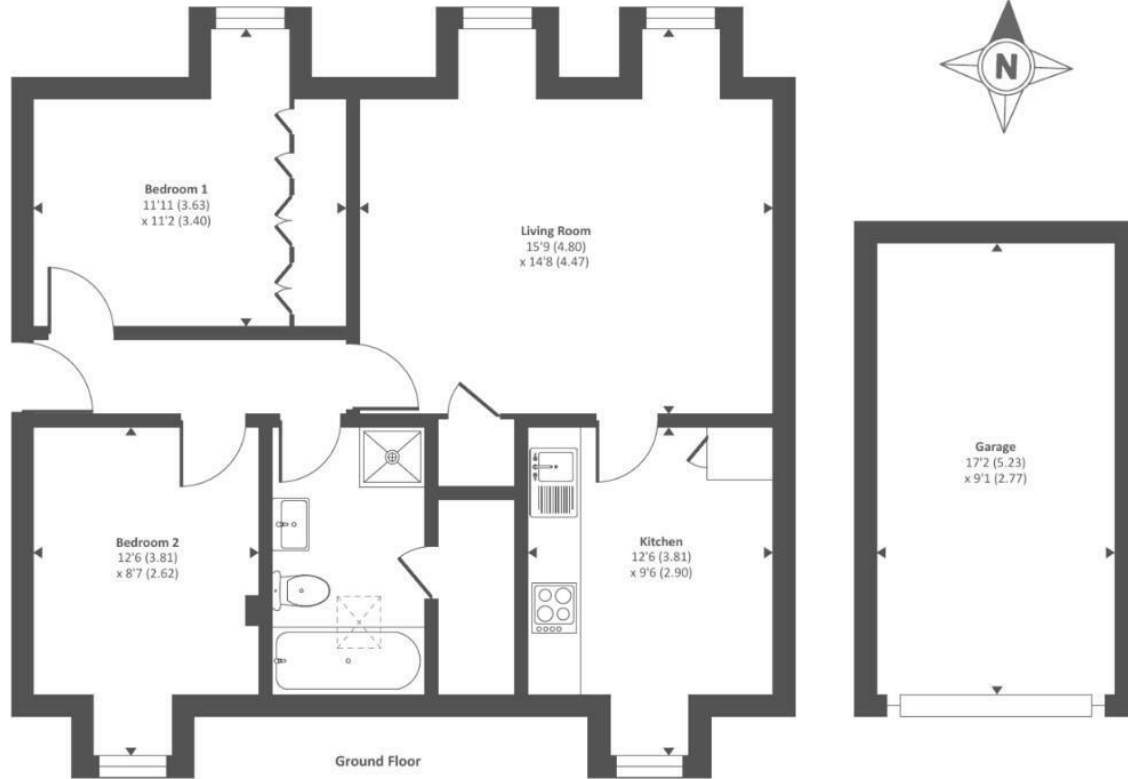 N
Bedroom 1
11'11 (3.63)
x 11'2 (3.40)
Living Room
15'9 (4.80)
x 14'8 (4.47)
Garage
17'2 (5.23)
x 9'1 (2.77)
Bedroom 2
12'6 (3.81)
x 8'7 (2.62)
Kitchen
12'6 (3.81)
x 9'6 (2.90)
Ground Floor